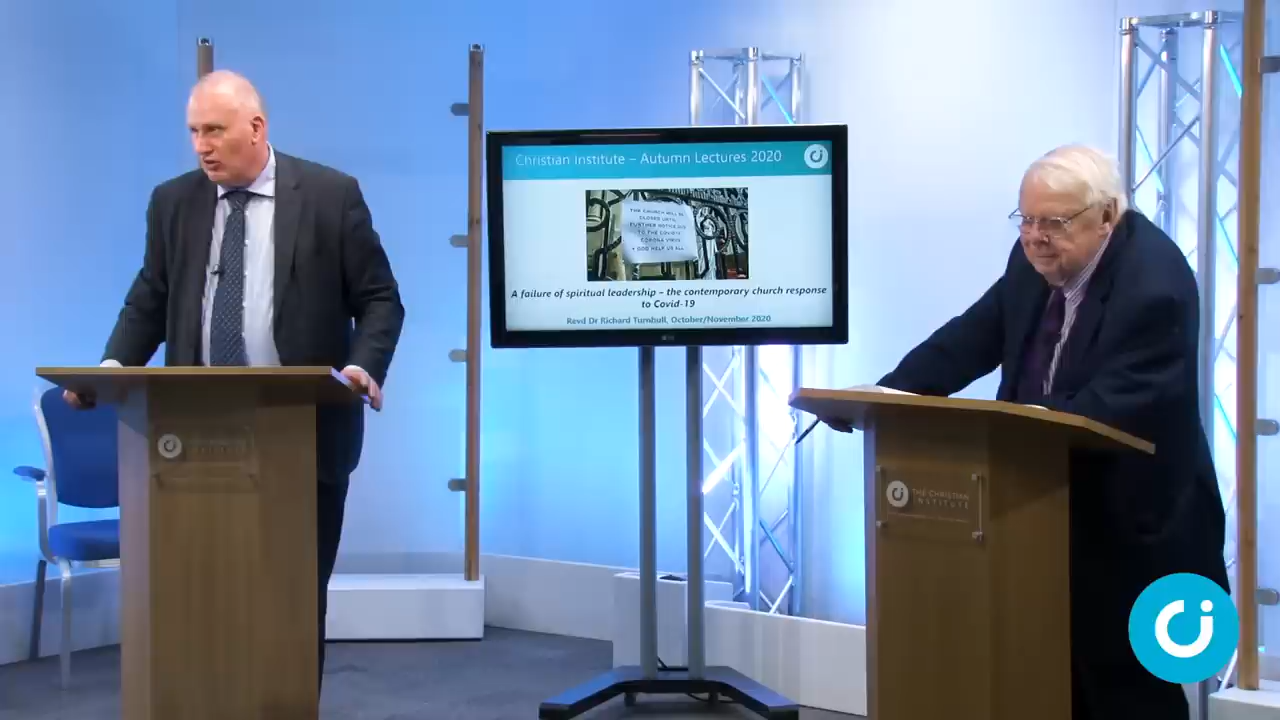 Christian Institute – Autumn Lectures 2020
THE CHURCH WILL BE
CLOSED UNTIL
FURTHER NOTICE DUE
TO THE COVID19
CORONA VIRUS
GOD HELP US ALL
A failure of spiritual leadership – the contemporary church response
to Covid-19
Revd Dr Richard Turnbull, October/November 2020
THE CHRISTIAN
INSTITUTE